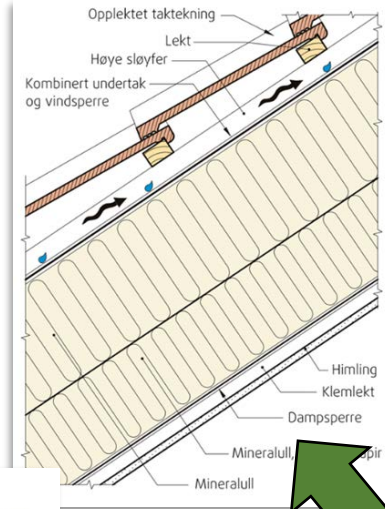 Opplektet taktekning
Lekt
Høye sløyfer
Kombinert undertak
og vindsperre
Himling
Klemlekt
Dampsperre
Mineralull,
Mineralull